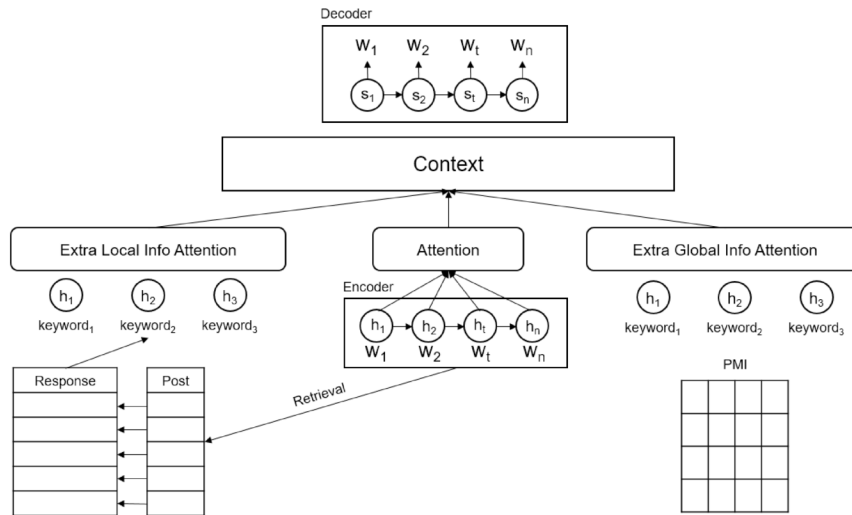 Decoder
W1 W2 Wt Wn
s1 s2 st sn
Context
Extra Local Info Attention
Attention
Extra Global Info Attention
Encoder
h1 h2 h3
keyword1 keyword2 keyword3
h1 h2 ht hn
W1 W2 Wt Wn
h1 h2 h3
keyword1 keyword2 keyword3
Response Post
Retrieval
PMI